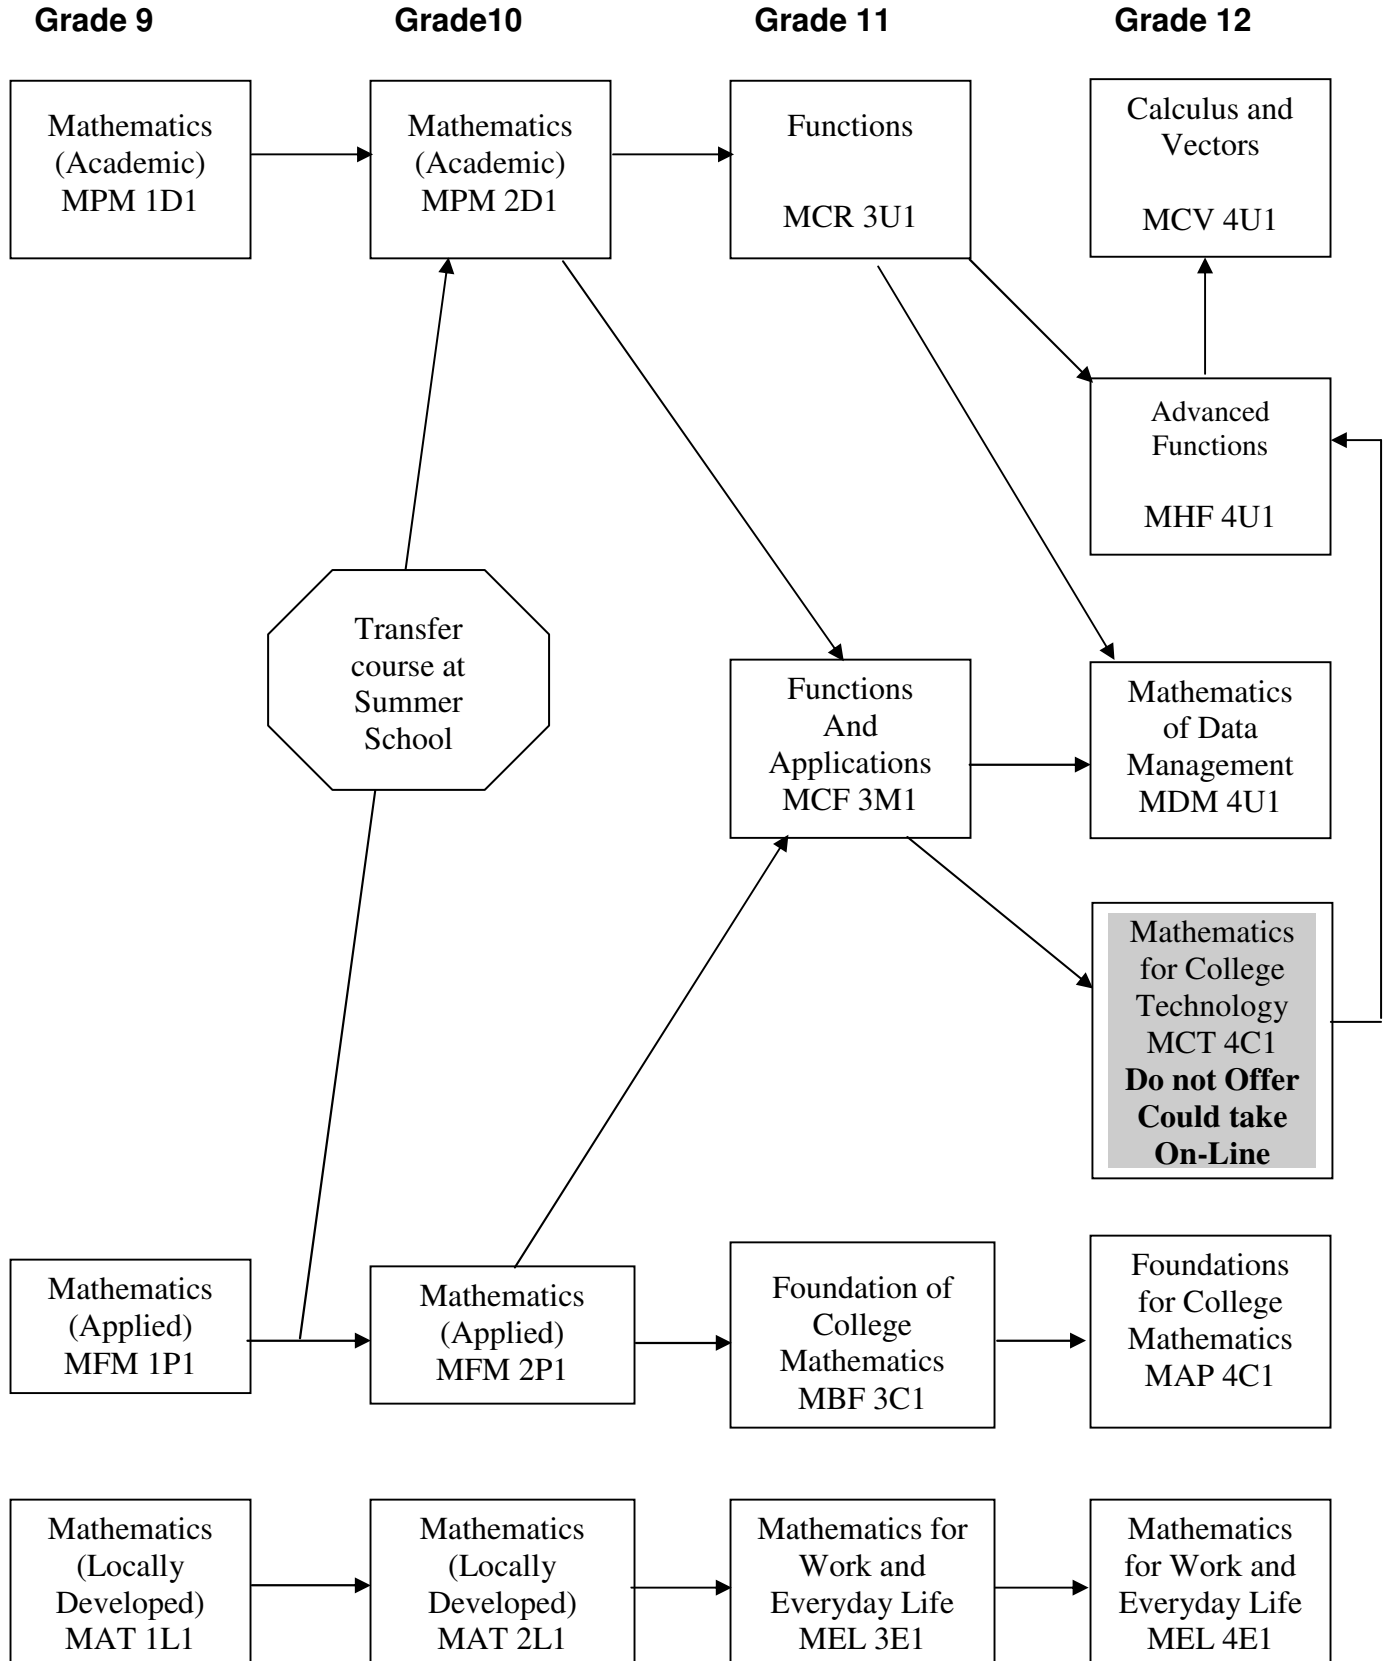 Grade 9
Grade10
Grade 11
Grade 12
Mathematics
(Academic)
MPM 1D1
Mathematics
(Academic)
MPM 2D1
Functions
MCR 3U1
Calculus and
Vectors
MCV 4U1
Advanced
Functions
MHF 4U1
Transfer
course at
Summer
School
Functions
And
Applications
MCF 3M1
Mathematics
of Data
Management
MDM 4U1
Mathematics
for College
Technology
MCT 4C1
Do not Offer
Could take
On-Line
Mathematics
(Applied)
MFM 1P1
Mathematics
(Applied)
MFM 2P1
Foundation of
College
Mathematics
MBF 3C1
Foundations
for College
Mathematics
MAP 4C1
Mathematics
(Locally
Developed)
MAT 1L1
Mathematics
(Locally
Developed)
MAT 2L1
Mathematics for
Work and
Everyday Life
MEL 3E1
Mathematics
for Work and
Everyday Life
MEL 4E1